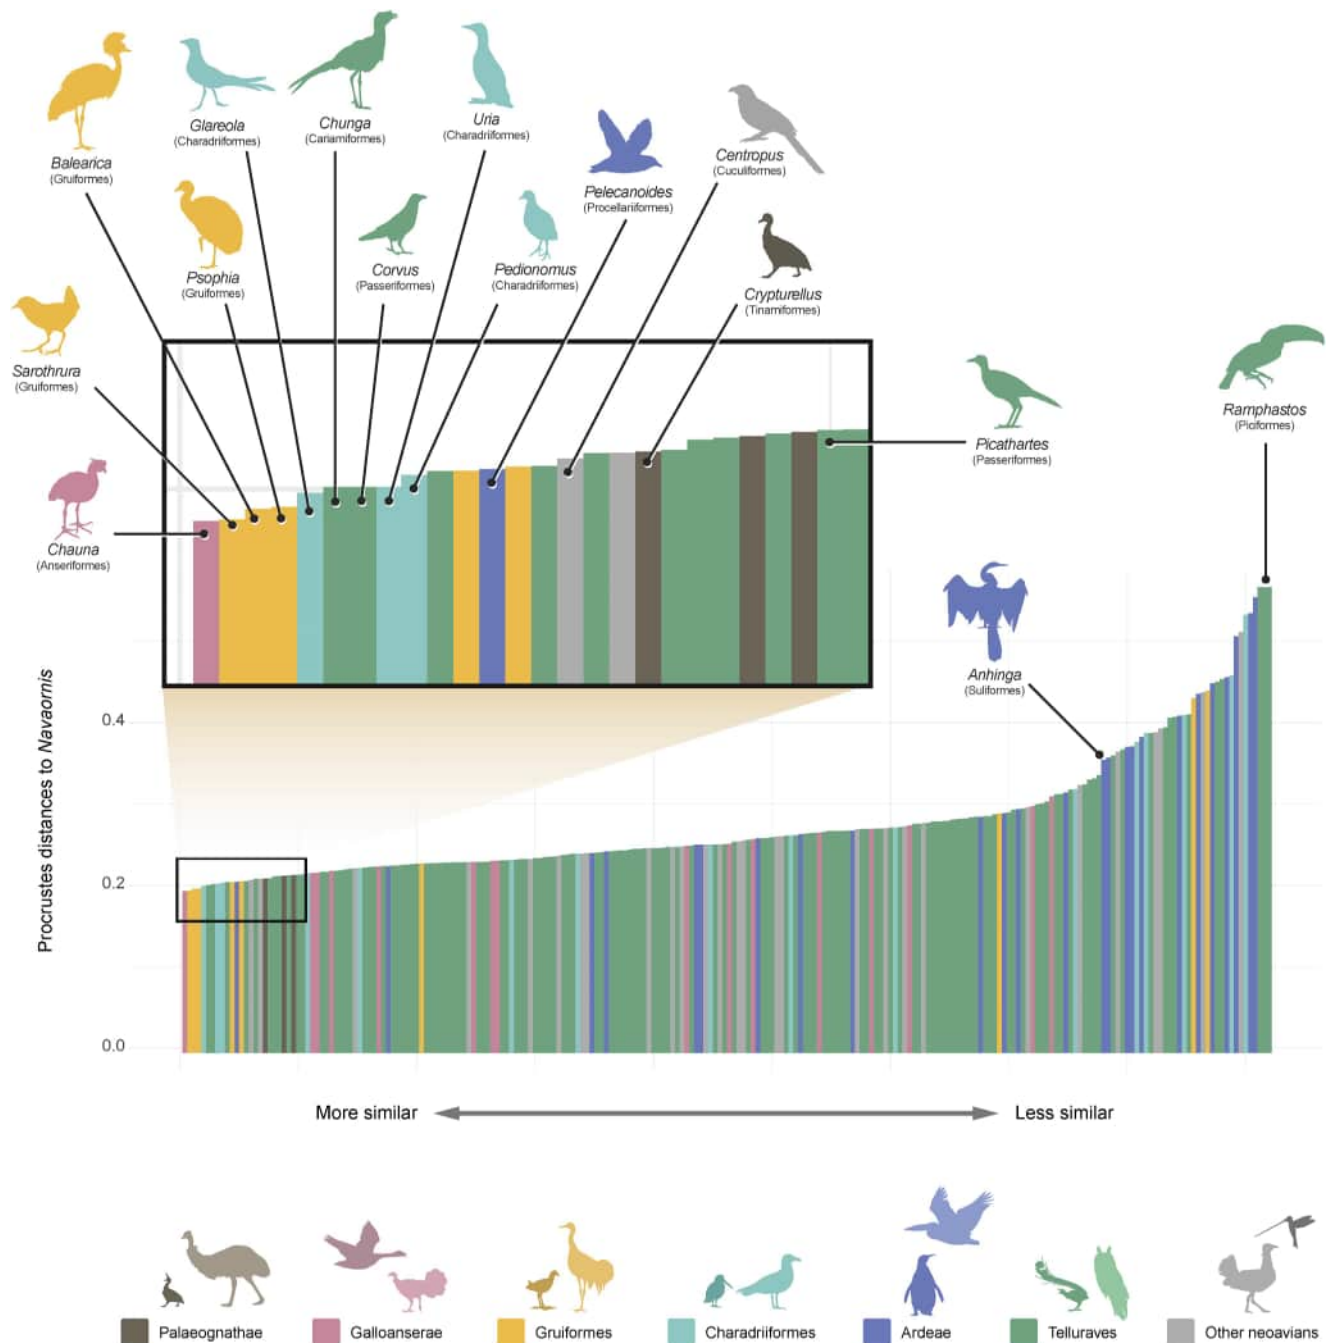 Balearica
(Gruiformes)
Glareola
(Charadriiformes)
Chunga
(Cariamiformes)
Uria
(Charadriiformes)
Pelecanoides
(Procellariiformes)
Centropus
(Cuculiformes)
Psophia
(Gruiformes)
Corvus
(Passeriformes)
Pedionomus
(Charadriiformes)
Crypturellus
(Tinamiformes)
Sarothrura
(Gruiformes)
Picathartes
(Passeriformes)
Ramphastos
(Piciformes)
Chauna
(Anseriformes)
Anhinga
(Suliformes)
Procrustes distances to Navaornis
0.4
0.2
0.0
More similar
Less similar
Palaeognathae
Galloanserae
Gruiformes
Charadriiformes
Ardeae
Telluraves
Other neoavians